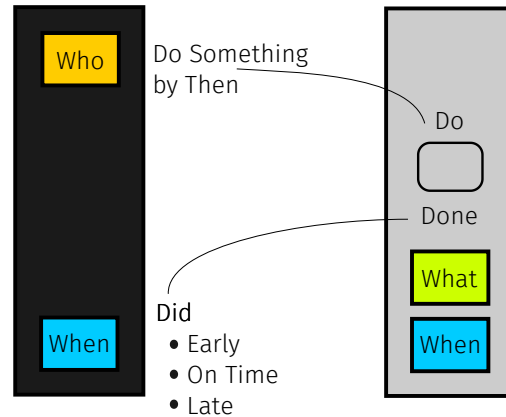 Who
Do Something
by Then
Do
Done
What
When
When
Did
• Early
• On Time
• Late